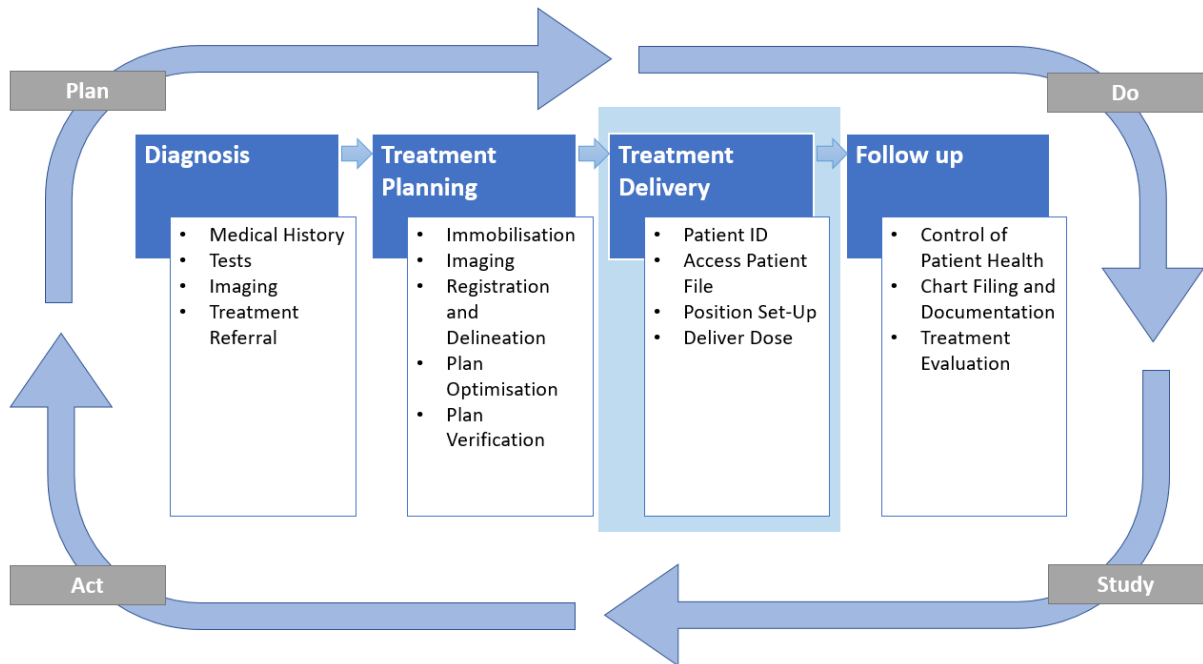 Plan
Do
Diagnosis
• Medical History
• Tests
• Imaging
• Treatment
Referral
Treatment
Planning
• Immobilisation
• Imaging
• Registration
and
Delineation
• Plan
Optimisation
• Plan
Verification
Treatment
Delivery
• Patient ID
• Access Patient
File
• Position Set-Up
• Deliver Dose
Follow up
• Control of
Patient Health
• Chart Filing and
Documentation
• Treatment
Evaluation
Act
Study